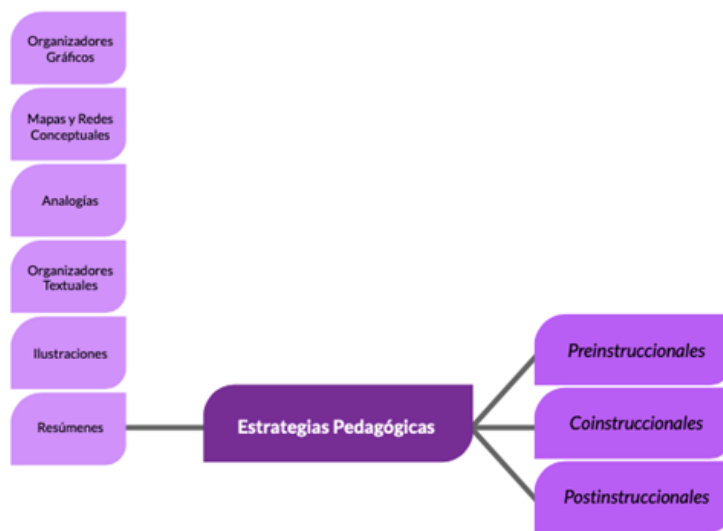 Organizadores
Gráficos
Mapas y Redes
Conceptuales
Analogías
Organizadores
Textuales
Ilustraciones
Resúmenes
Estrategias Pedagógicas
Preinstruccionales
Coinstruccionales
Postinstruccionales